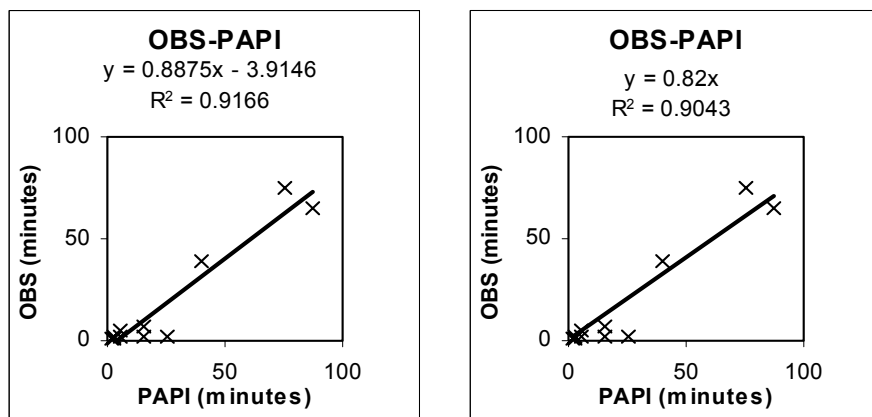 OBS-PAPI
y = 0.8875x - 3.9146
R² = 0.9166
100
50
0
OBS (minutes)
0 50 100
PAPI (minutes)
OBS-PAPI
y = 0.82x
R² = 0.9043
100
50
0
OBS (minutes)
0 50 100
PAPI (minutes)